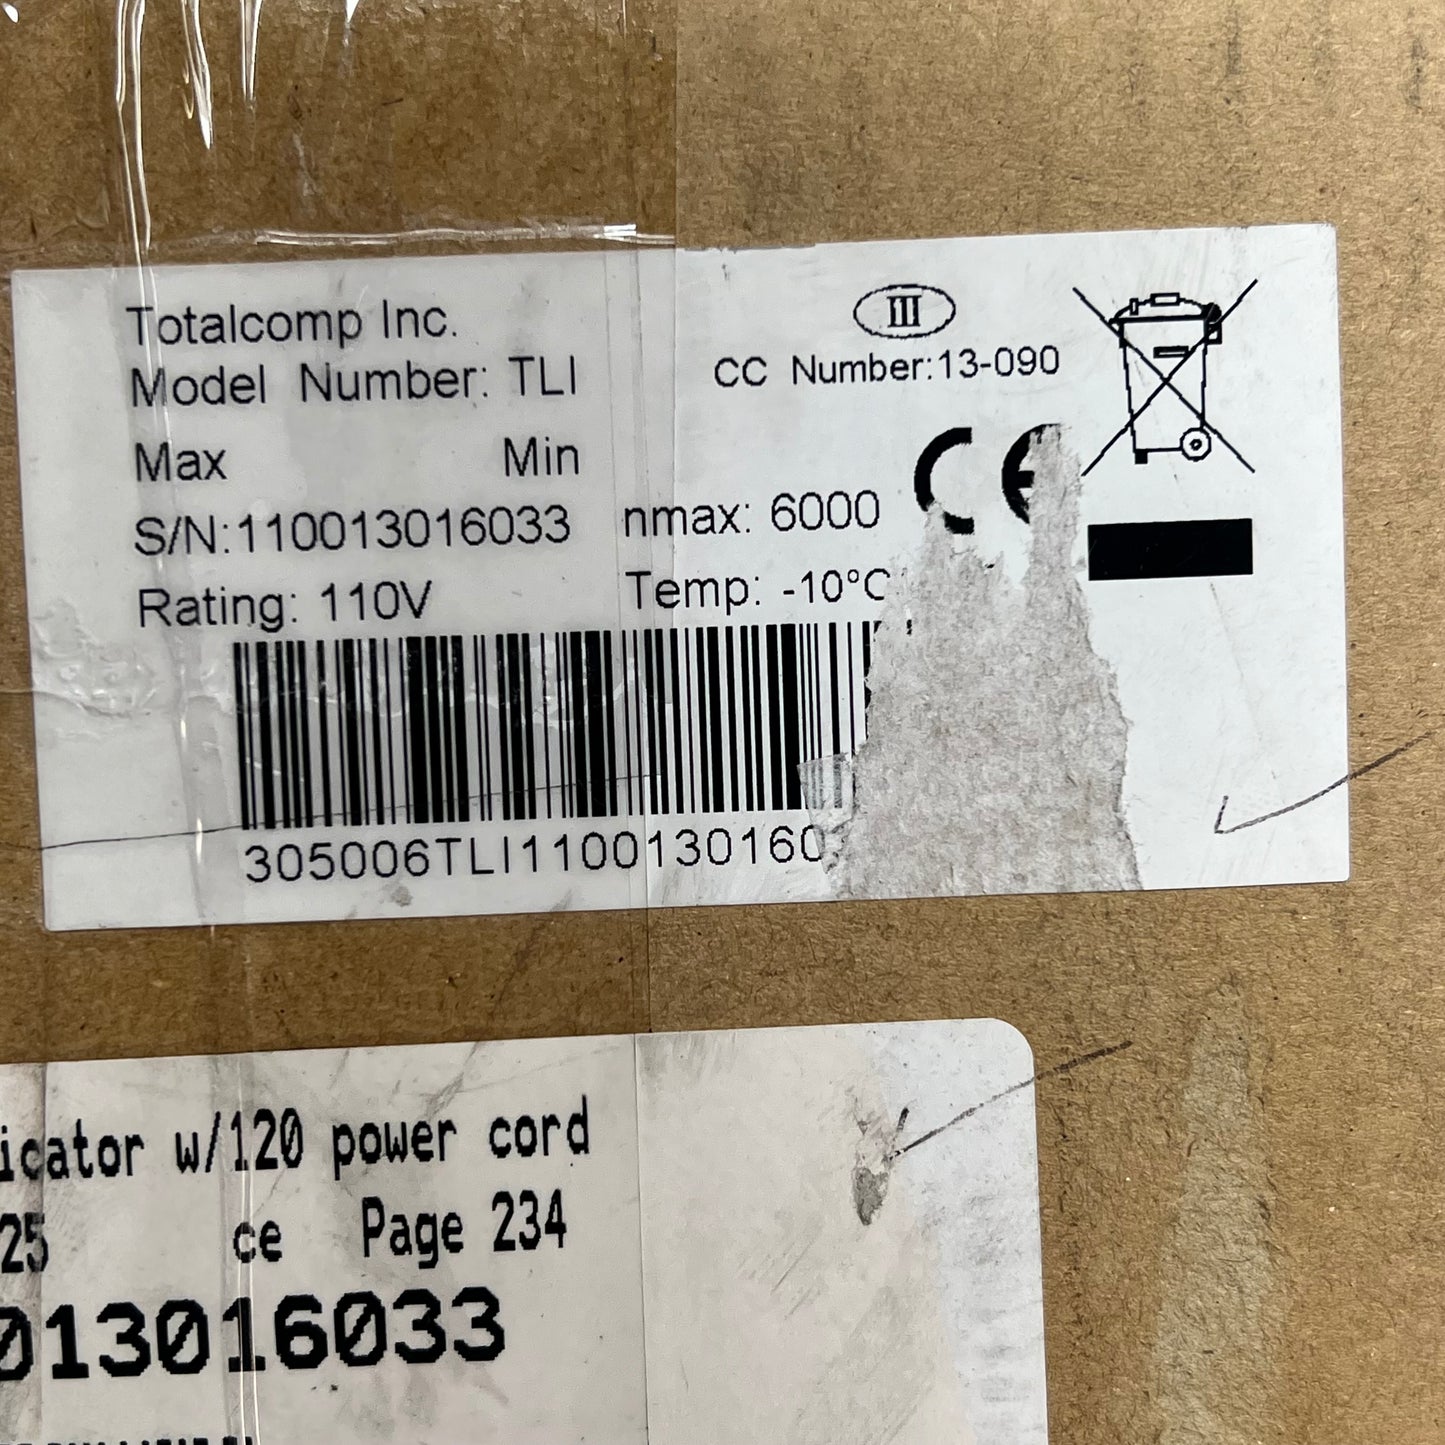 Totalcomp Inc.
Model Number: TLI
III
CC Number:13-090
Max Min
CE
S/N:110013016033 nmax: 6000
Rating: 110V Temp: -10°C
305006TLI1100130160
icator w/120 power cord
25 ce Page 234
013016033